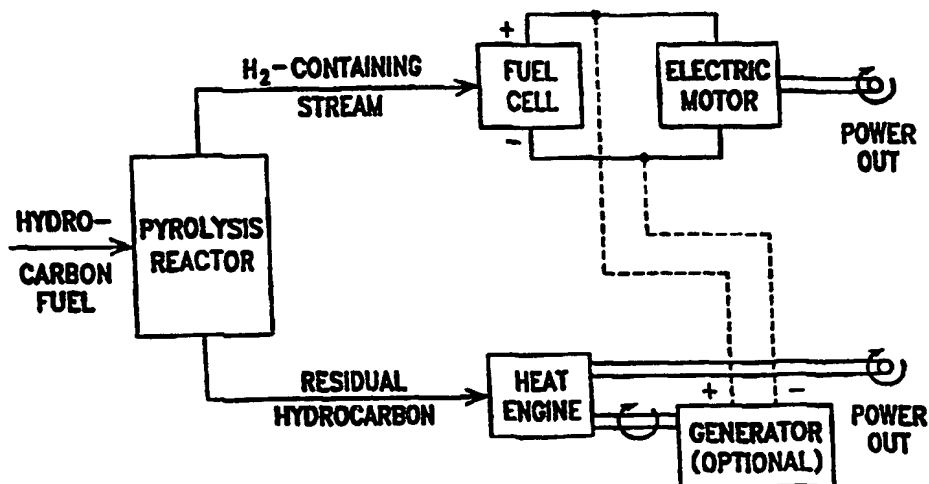 H2-CONTAINING
STREAM
+
FUEL
CELL
-
ELECTRIC
MOTOR
POWER
OUT
HYDRO-
CARBON
FUEL
PYROLYSIS
REACTOR
RESIDUAL
HYDROCARBON
HEAT
ENGINE
+ -
GENERATOR
(OPTIONAL)
POWER
OUT